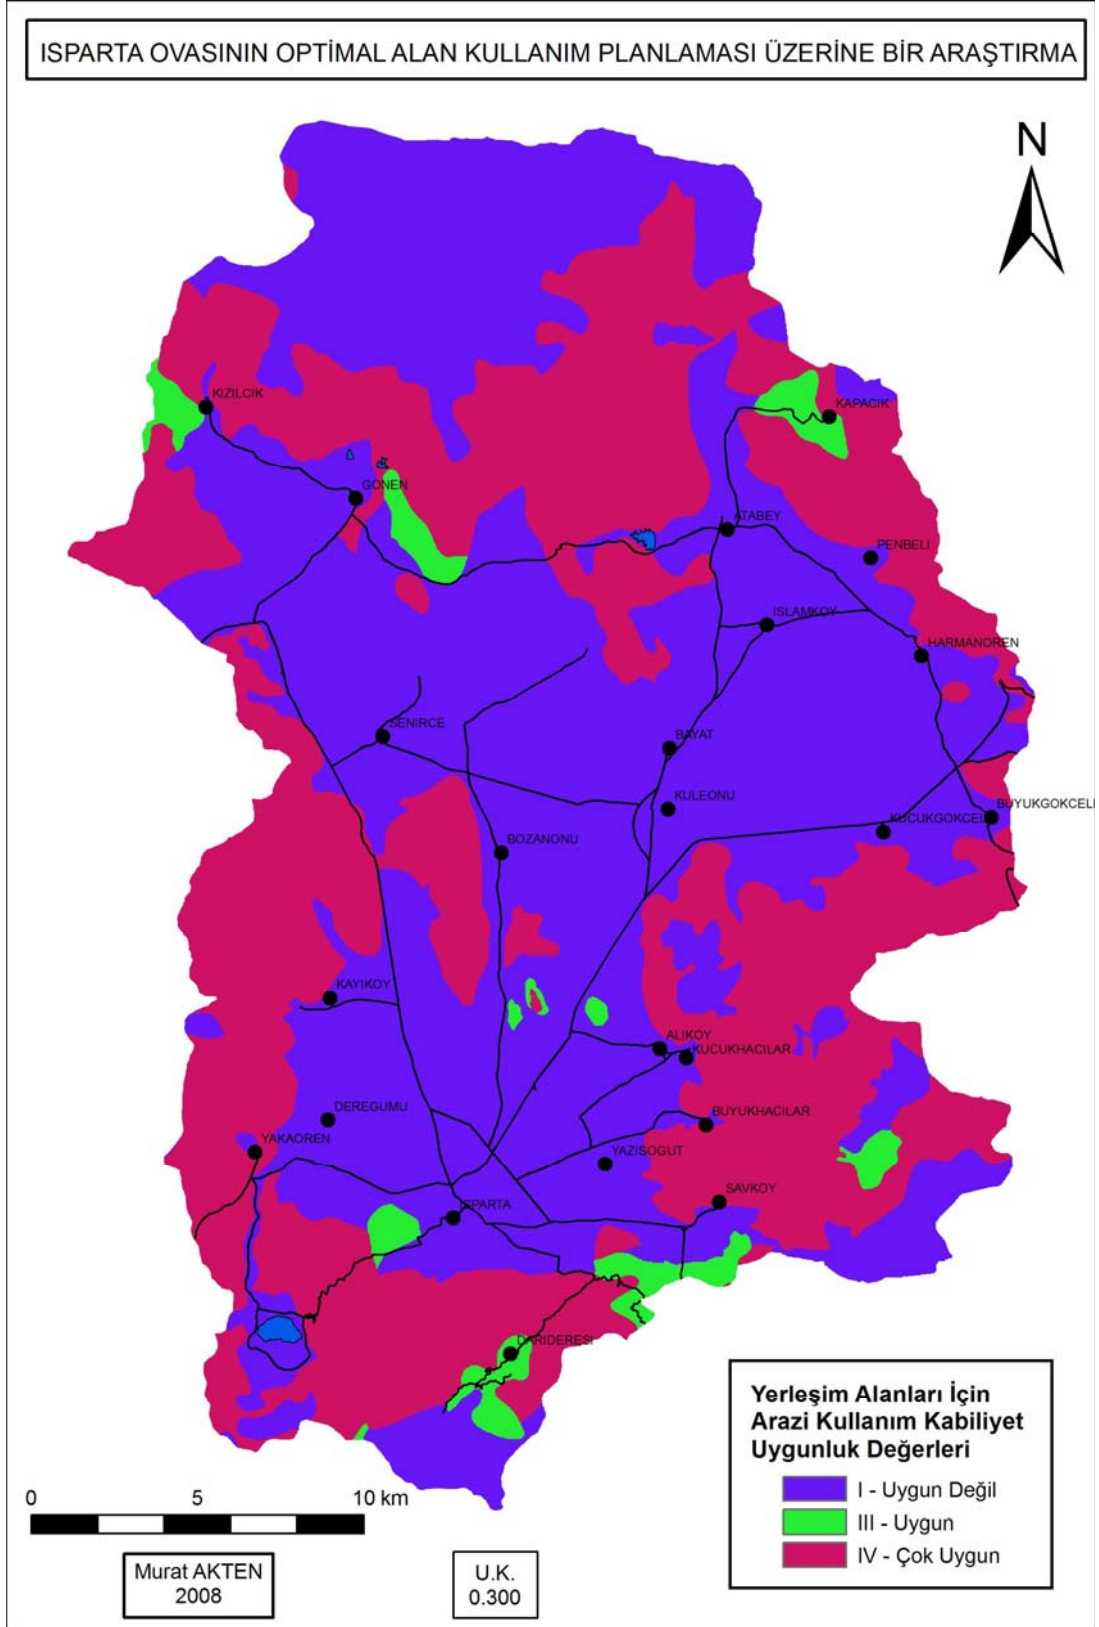 ISPARTA OVASININ OPTİMAL ALAN KULLANIM PLANLAMASI ÜZERİNE BİR ARAŞTIRMA
N
KIZILCIK
KAPACIK
GONEN
ATABEY
PENBELI
ISLAMKOY
HARMANOREN
SENIRCE
BAYAT
KULEONU
BUYUKGOKCELI
KUCUKGOKCELI
BOZANONU
KAYIKOY
ALIKOY
KUCUKHACILAR
BUYUKHACILAR
DEREGUMU
YAKAOREN
YAZISOGUT
SAVKOY
ISPARTA
DARIDERESI
Yerleşim Alanları İçin
Arazi Kullanım Kabiliyet
Uygunluk Değerleri
I - Uygun Değil
III - Uygun
IV - Çok Uygun
0 5 10 km
Murat AKTEN
2008
U.K.
0.300